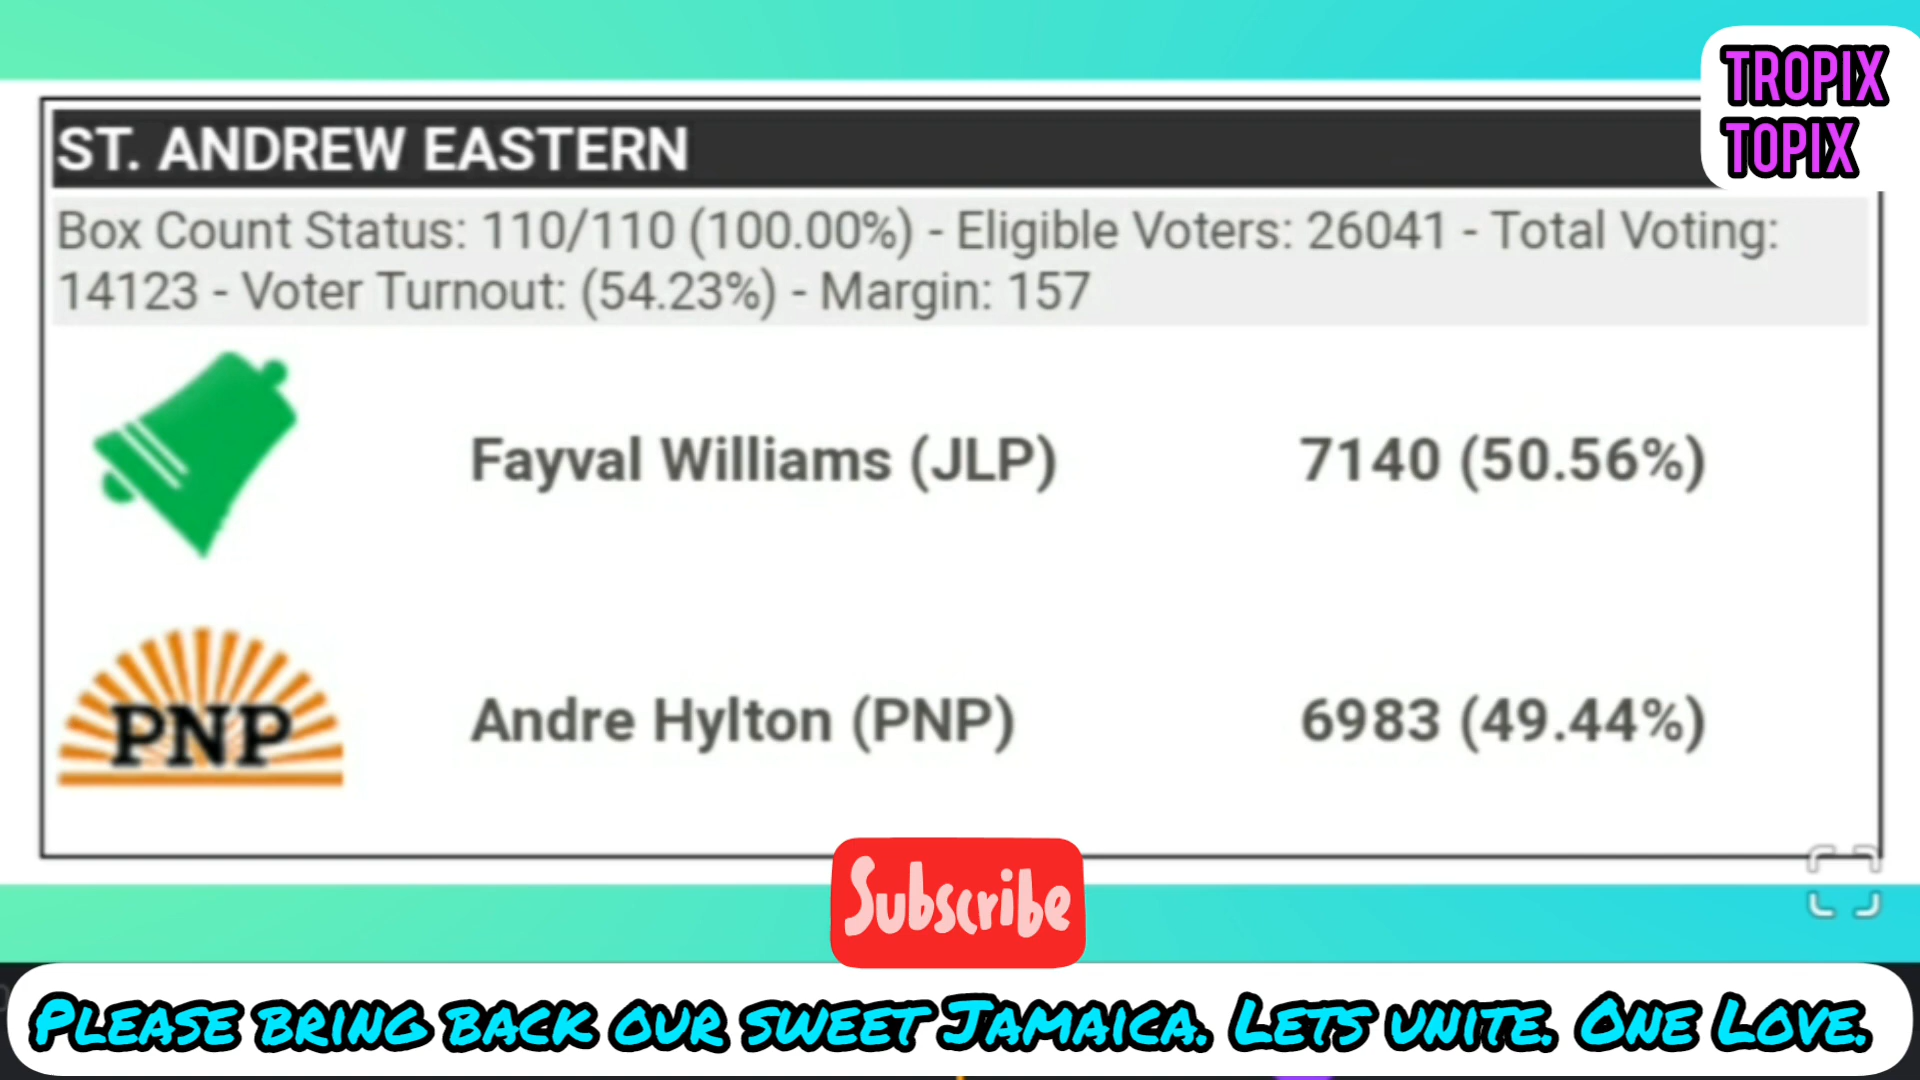 TROPIX
TOPIX
ST. ANDREW EASTERN
Box Count Status: 110/110 (100.00%) - Eligible Voters: 26041 - Total Voting:
14123 - Voter Turnout: (54.23%) - Margin: 157
Fayval Williams (JLP) 7140 (50.56%)
PNP Andre Hylton (PNP) 6983 (49.44%)
Subscribe
Please bring back our sweet Jamaica. Lets unite. One Love.